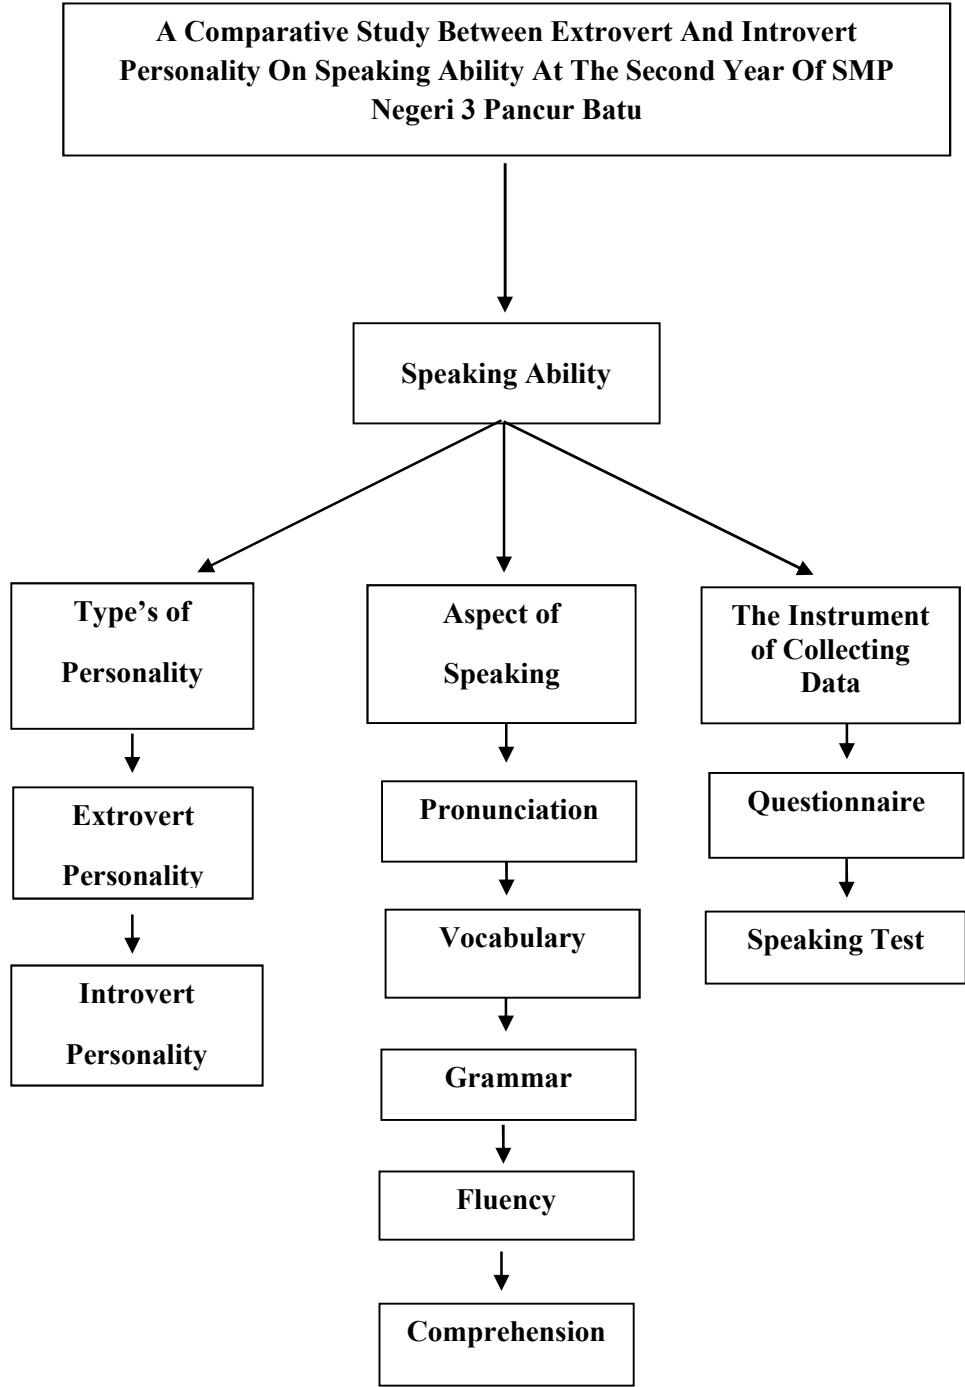 A Comparative Study Between Extrovert And Introvert
Personality On Speaking Ability At The Second Year Of SMP
Negeri 3 Pancur Batu
Speaking Ability
Type’s of
Personality
Extrovert
Personality
Introvert
Personality
Aspect of
Speaking
Pronunciation
Vocabulary
Grammar
Fluency
Comprehension
The Instrument
of Collecting
Data
Questionnaire
Speaking Test